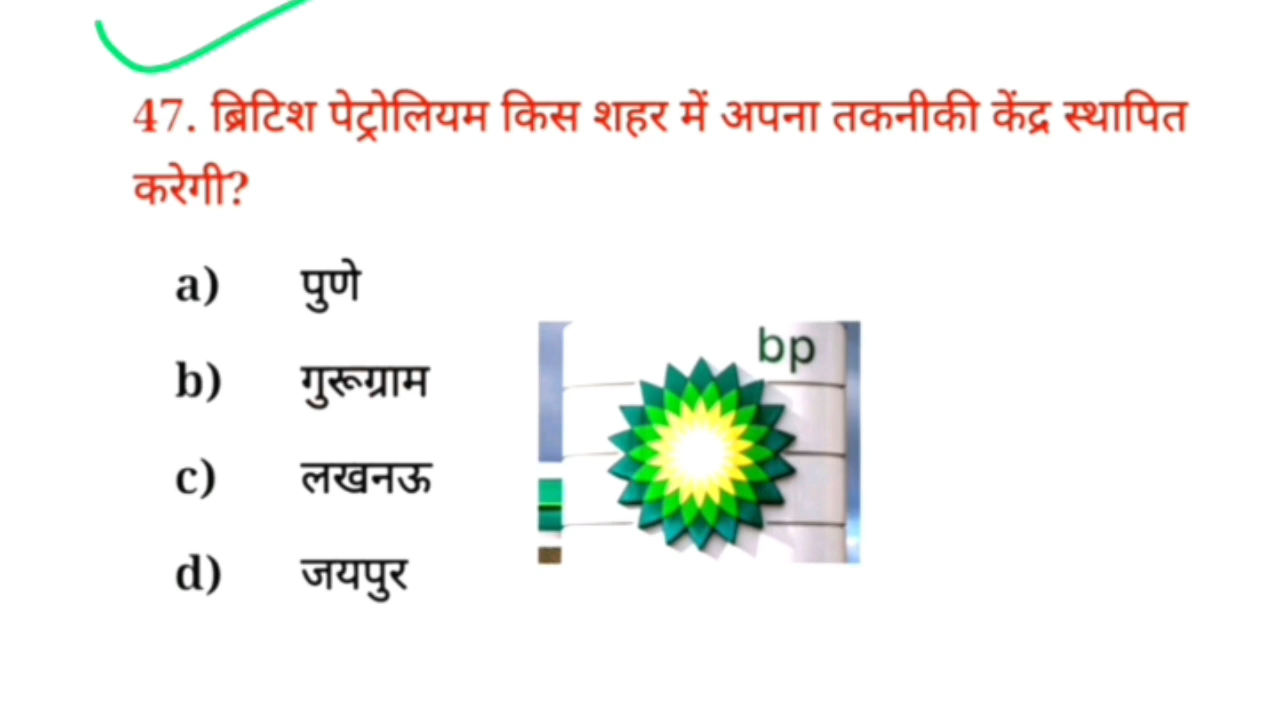 47. ब्रिटिश पेट्रोलियम किस शहर में अपना तकनीकी केंद्र स्थापित
करेगी?
a) पुणे
bp
b) गुरूग्राम
c) लखनऊ
d) जयपुर